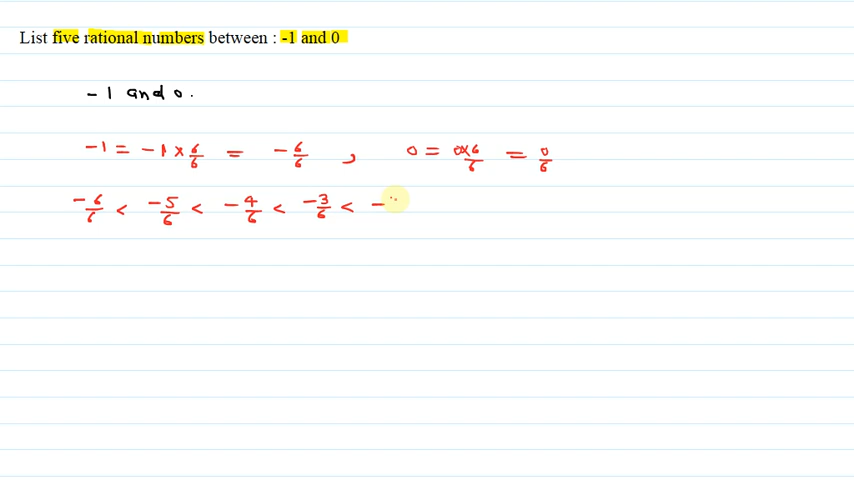 List five rational numbers between : -1 and 0
-1 and 0.
-1 = -1 × 6/6 = -6/6 , 0 = 0×6/6 = 0/6
-6/6 < -5/6 < -4/6 < -3/6 < -